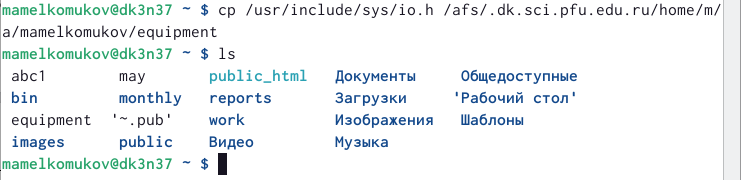 mamelkomukov@dk3n37 ~ $ cp /usr/include/sys/io.h /afs/.dk.sci.pfu.edu.ru/home/m/
a/mamelkomukov/equipment
mamelkomukov@dk3n37 ~ $ ls
abc1 may public_html Документы Общедоступные
bin monthly reports Загрузки 'Рабочий стол'
equipment '~.pub' work Изображения Шаблоны
images public Видео Музыка
mamelkomukov@dk3n37 ~ $